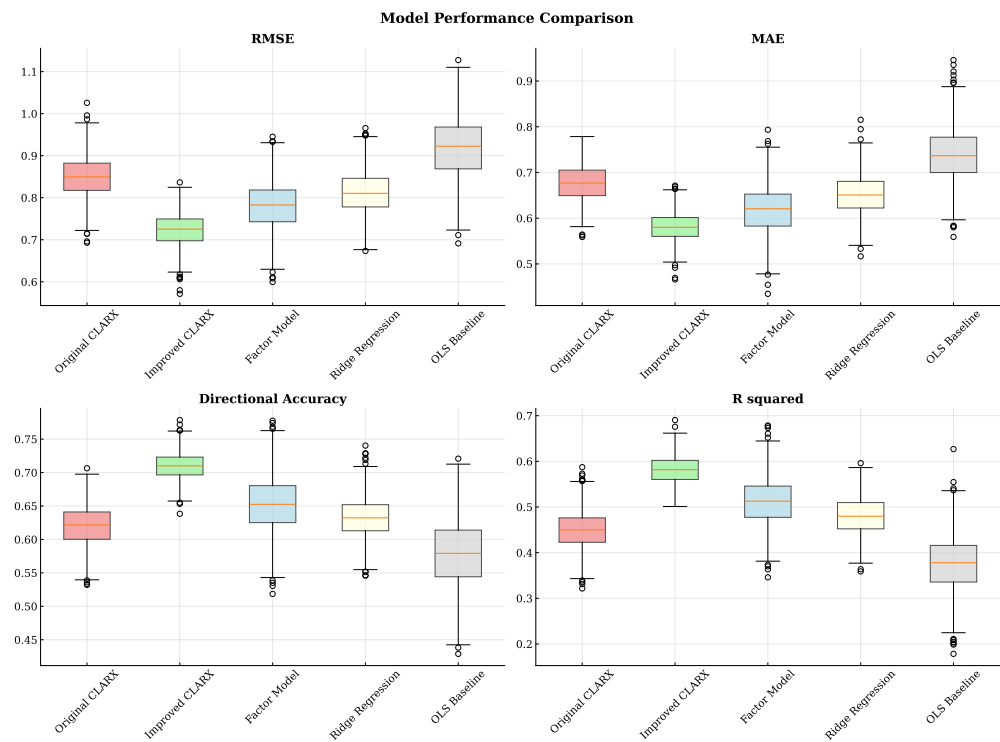 Model Performance Comparison
RMSE
1.1
1.0
0.9
0.8
0.7
0.6
Original CLARX
Improved CLARX
Factor Model
Ridge Regression
OLS Baseline
MAE
0.9
0.8
0.7
0.6
0.5
Original CLARX
Improved CLARX
Factor Model
Ridge Regression
OLS Baseline
Directional Accuracy
0.75
0.70
0.65
0.60
0.55
0.50
0.45
Original CLARX
Improved CLARX
Factor Model
Ridge Regression
OLS Baseline
R squared
0.7
0.6
0.5
0.4
0.3
0.2
Original CLARX
Improved CLARX
Factor Model
Ridge Regression
OLS Baseline